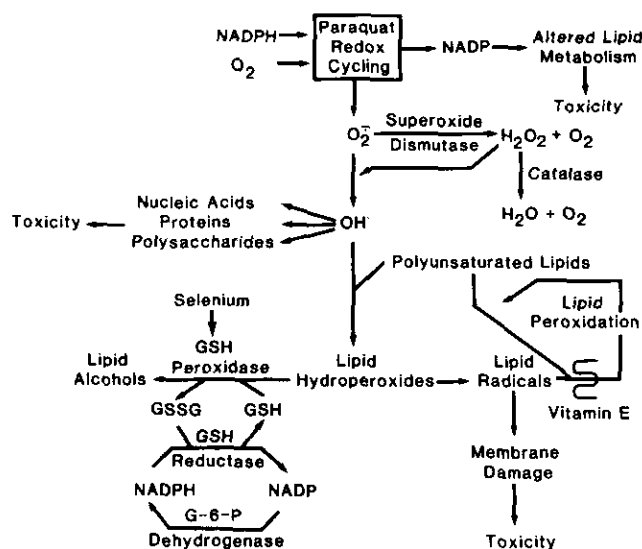 NADPH
O2
Paraquat
Redox
Cycling
NADP
Altered Lipid
Metabolism
Toxicity
O2−̇
Superoxide
Dismutase
H2O2 + O2
Catalase
H2O + O2
Nucleic Acids
Proteins
Polysaccharides
Toxicity
OH·
Polyunsaturated Lipids
Lipid
Peroxidation
Selenium
GSH
Peroxidase
Lipid
Alcohols
Lipid
Hydroperoxides
Lipid
Radicals
Vitamin E
GSSG
GSH
GSH
Reductase
NADPH
NADP
G-6-P
Dehydrogenase
Membrane
Damage
Toxicity